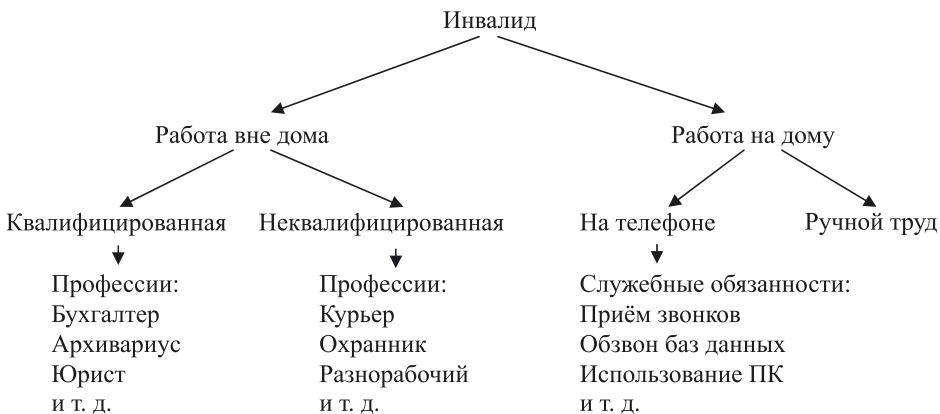 Инвалид
Работа вне дома
Работа на дому
Квалифицированная
Неквалифицированная
На телефоне
Ручной труд
Профессии:
Бухгалтер
Архивариус
Юрист
и т. д.
Профессии:
Курьер
Охранник
Разнорабочий
и т. д.
Служебные обязанности:
Приём звонков
Обзвон баз данных
Использование ПК
и т. д.